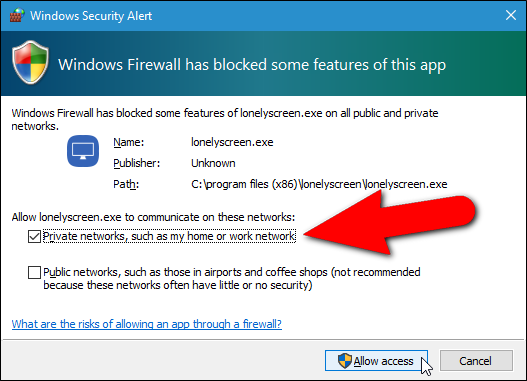 Windows Security Alert
Windows Firewall has blocked some features of this app
Windows Firewall has blocked some features of lonelyscreen.exe on all public and private
networks.
Name: lonelyscreen.exe
Publisher: Unknown
Path: C:\program files (x86)\lonelyscreen\lonelyscreen.exe
Allow lonelyscreen.exe to communicate on these networks:
Private networks, such as my home or work network
Public networks, such as those in airports and coffee shops (not recommended
because these networks often have little or no security)
What are the risks of allowing an app through a firewall?
Allow access
Cancel